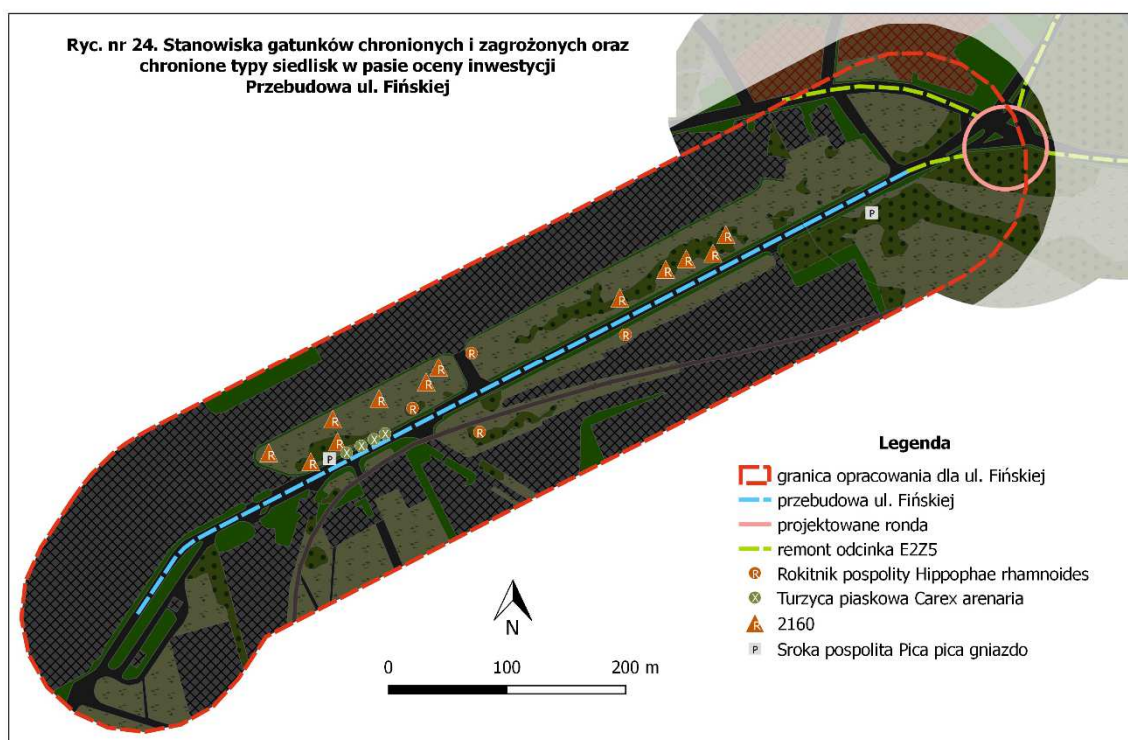 Ryc. nr 24. Stanowiska gatunków chronionych i zagrożonych oraz
chronione typy siedlisk w pasie oceny inwestycji
Przebudowa ul. Fińskiej
P
R
R
R
R
R
R
R
R
R
R
R
R
R
R
X
X
X
X
R
P
R
R
R
Legenda
granica opracowania dla ul. Fińskiej
przebudowa ul. Fińskiej
projektowane ronda
remont odcinka E2Z5
R Rokitnik pospolity Hippophae rhamnoides
X Turzyca piaskowa Carex arenaria
R 2160
P Sroka pospolita Pica pica gniazdo
N
0 100 200 m